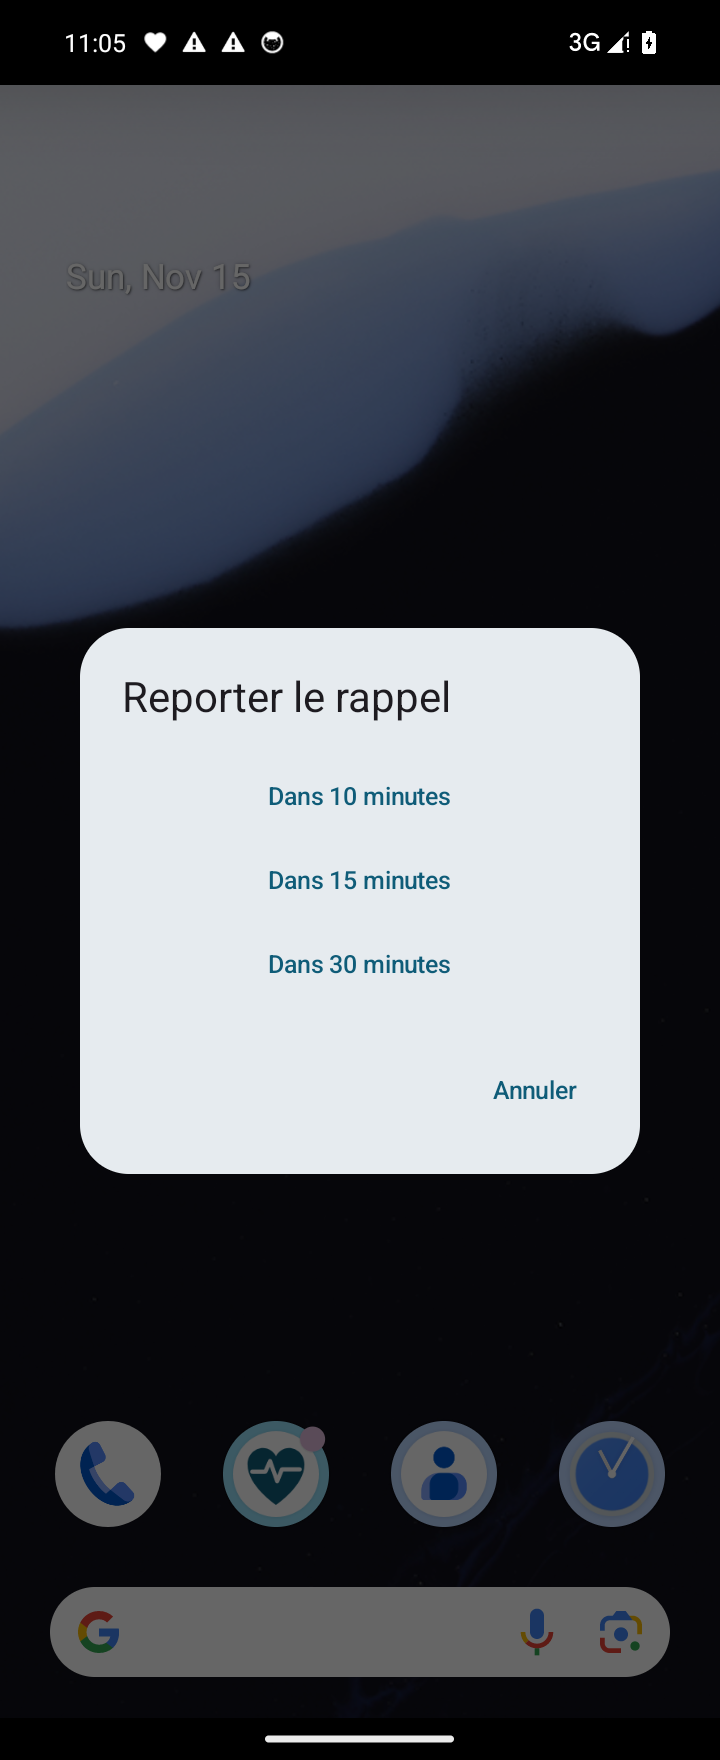 11:05
3G
Sun, Nov 15
Reporter le rappel
Dans 10 minutes
Dans 15 minutes
Dans 30 minutes
Annuler